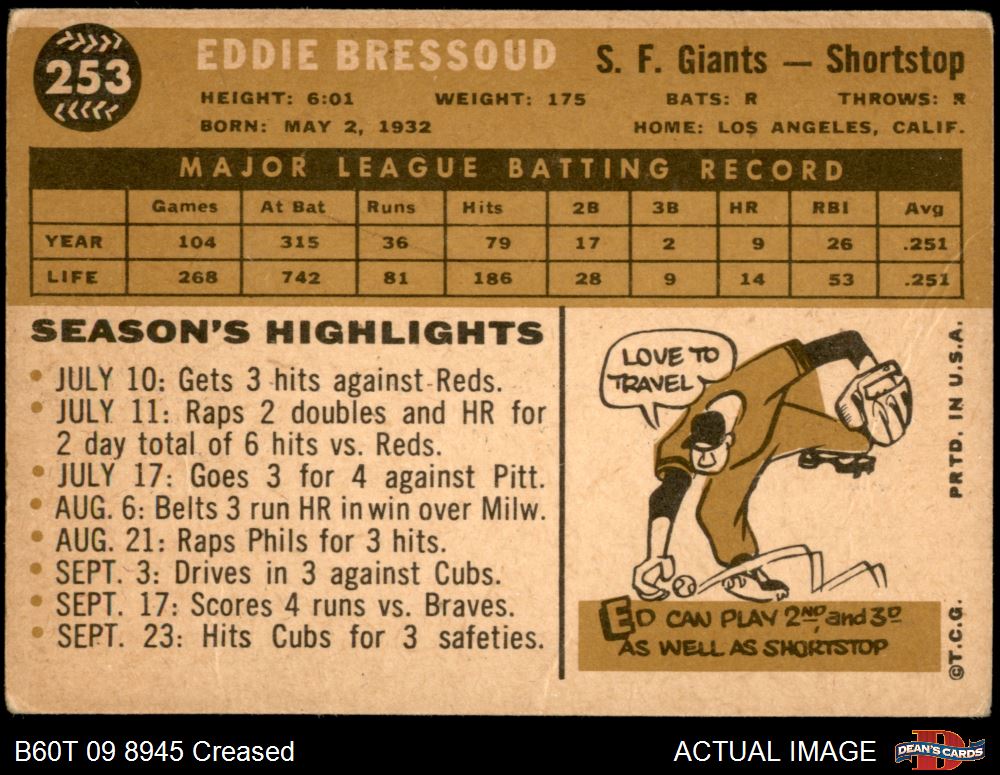 253
EDDIE BRESSOUD S. F. Giants — Shortstop
HEIGHT: 6:01 WEIGHT: 175 BATS: R THROWS: R
BORN: MAY 2, 1932 HOME: LOS ANGELES, CALIF.
MAJOR LEAGUE BATTING RECORD
Games At Bat Runs Hits 2B 3B HR RBI Avg
YEAR 104 315 36 79 17 2 9 26 .251
LIFE 268 742 81 186 28 9 14 53 .251
SEASON'S HIGHLIGHTS
• JULY 10: Gets 3 hits against Reds.
• JULY 11: Raps 2 doubles and HR for
2 day total of 6 hits vs. Reds.
• JULY 17: Goes 3 for 4 against Pitt.
• AUG. 6: Belts 3 run HR in win over Milw.
• AUG. 21: Raps Phils for 3 hits.
• SEPT. 3: Drives in 3 against Cubs.
• SEPT. 17: Scores 4 runs vs. Braves.
• SEPT. 23: Hits Cubs for 3 safeties.
LOVE TO
TRAVEL
ED CAN PLAY 2ND, and 3D
AS WELL AS SHORTSTOP
PRTD. IN U.S.A.
©T.C.G.
B60T 09 8945 Creased
ACTUAL IMAGE
DEAN'S CARDS